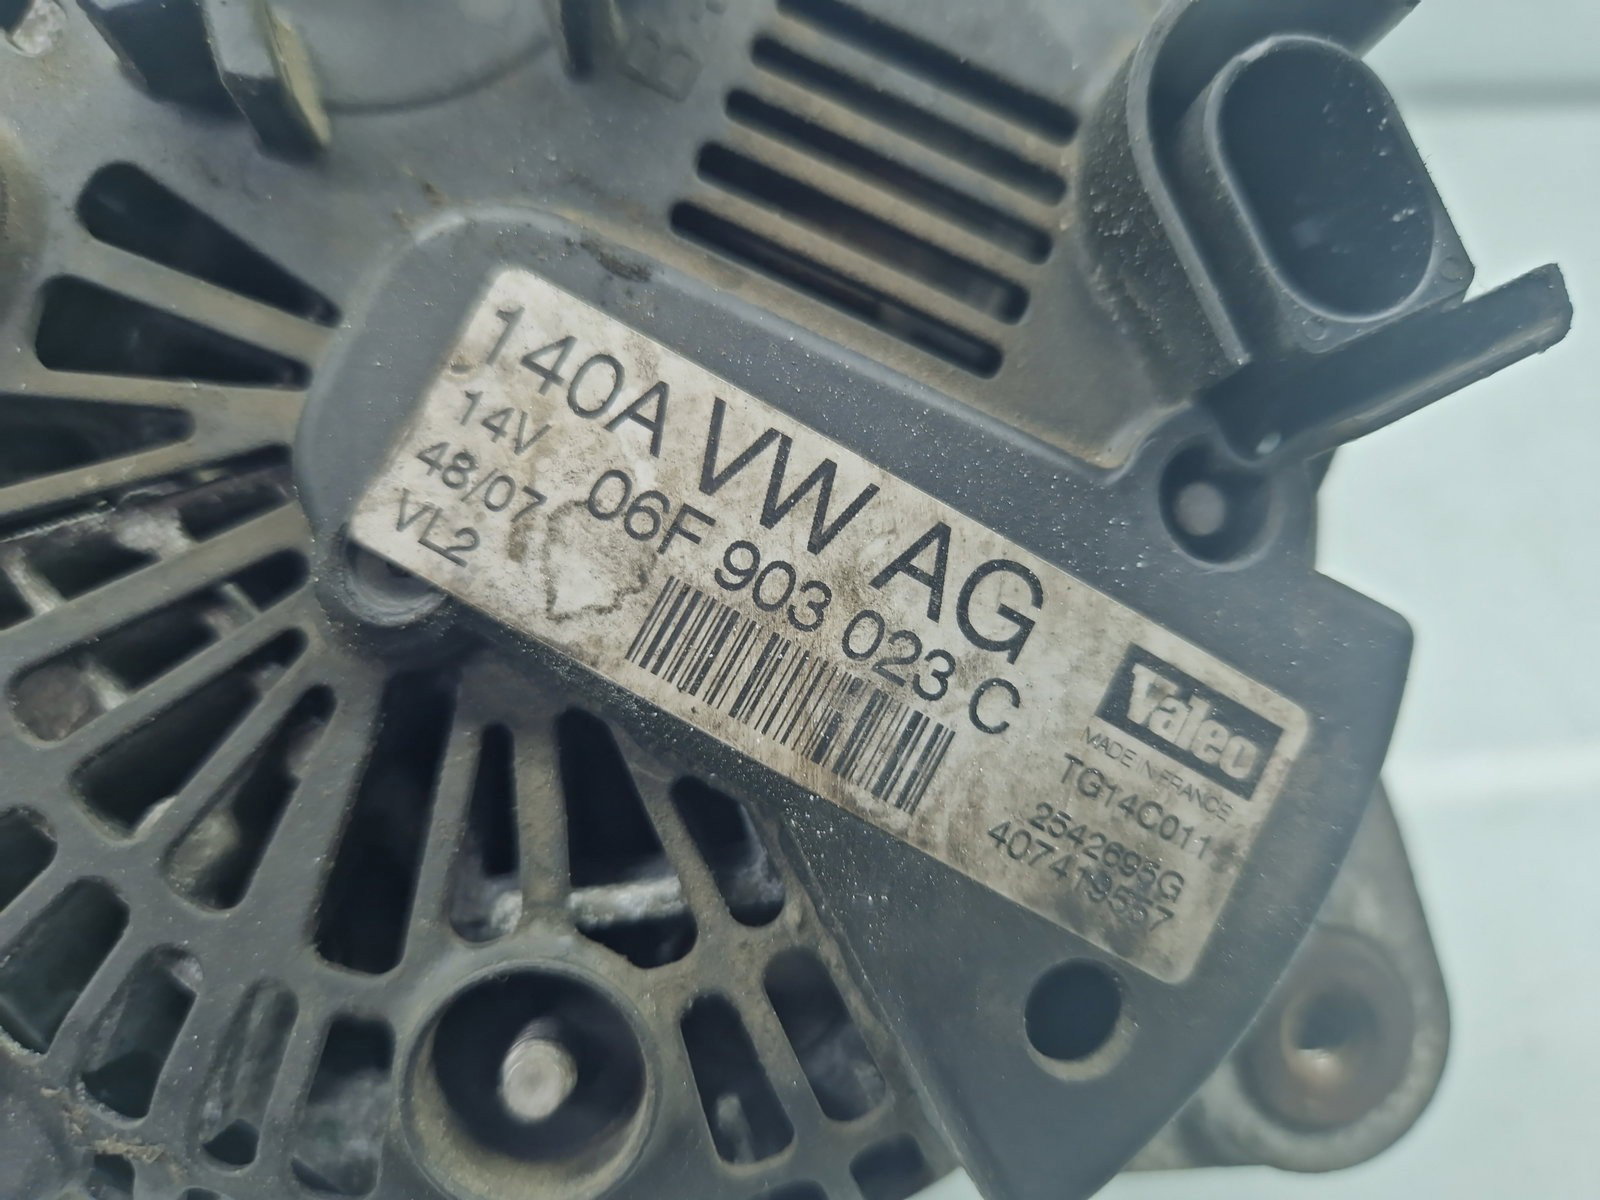 140A VW AG
14V 06F 903 023 C
48/07
VL2
Valeo
MADE IN FRANCE
TG14C011
2542695G
407419557
B